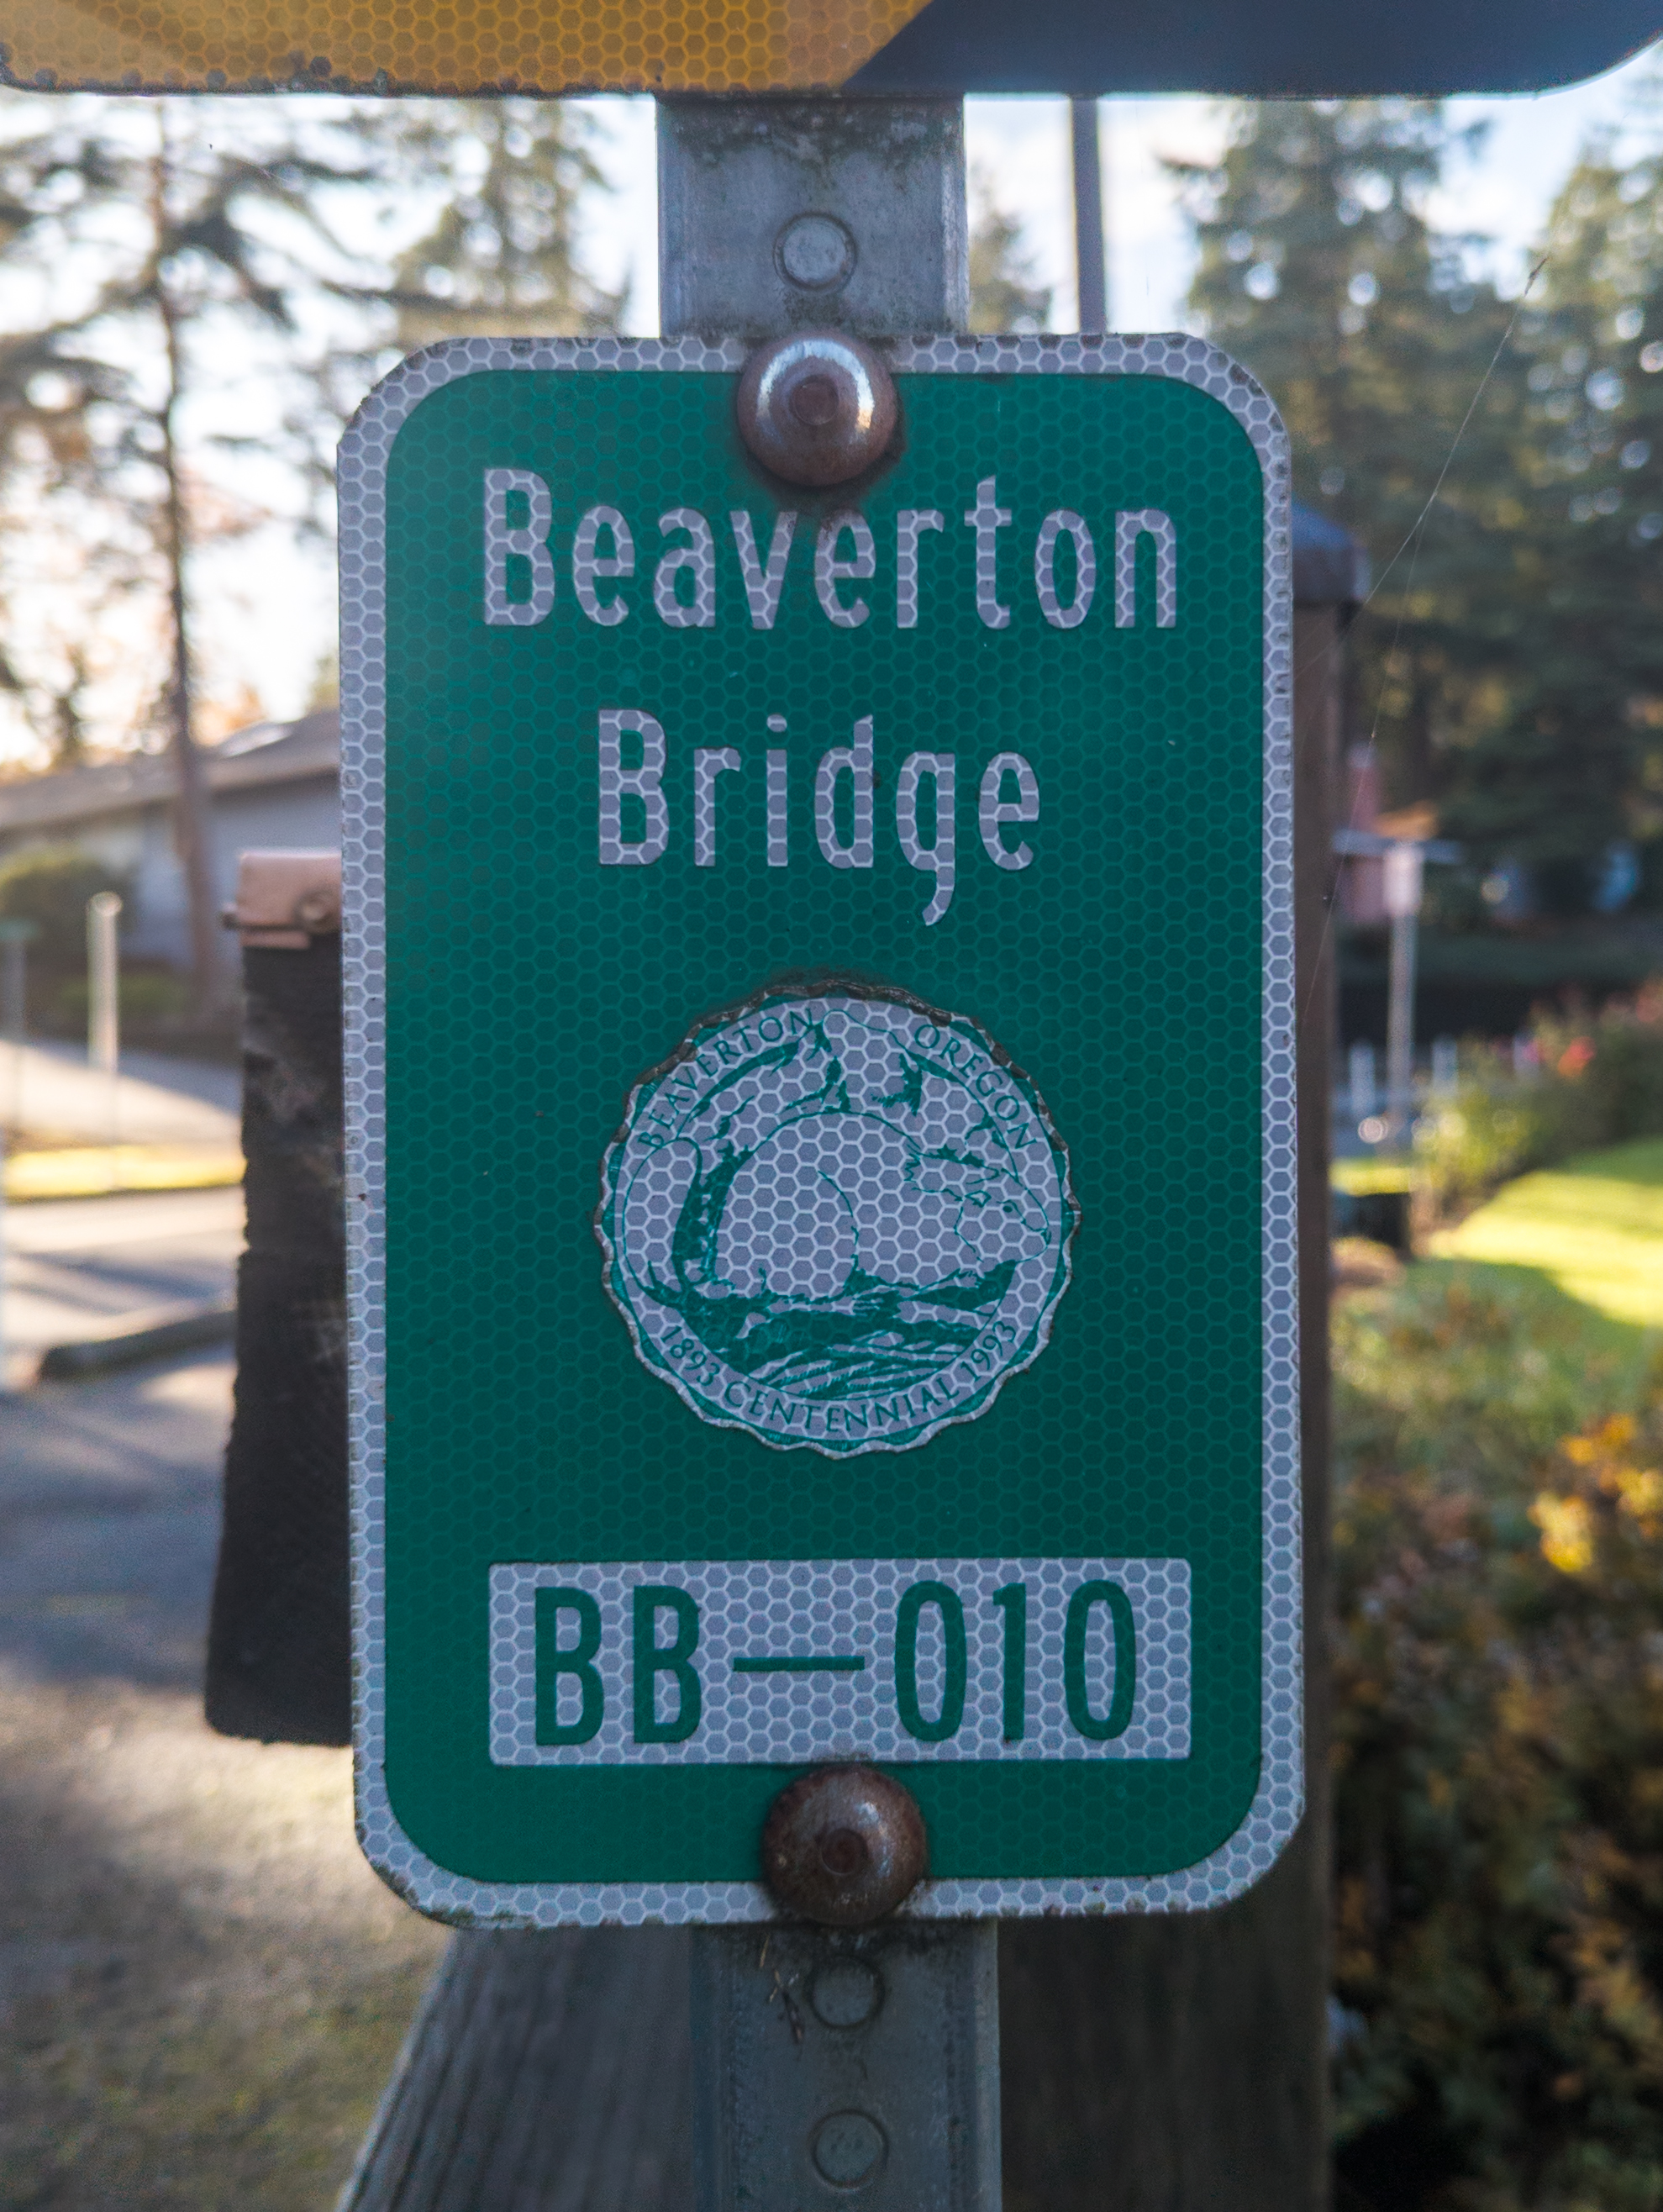 Beaverton
Bridge
BEAVERTON OREGON
1893 CENTENNIAL 1993
BB—010